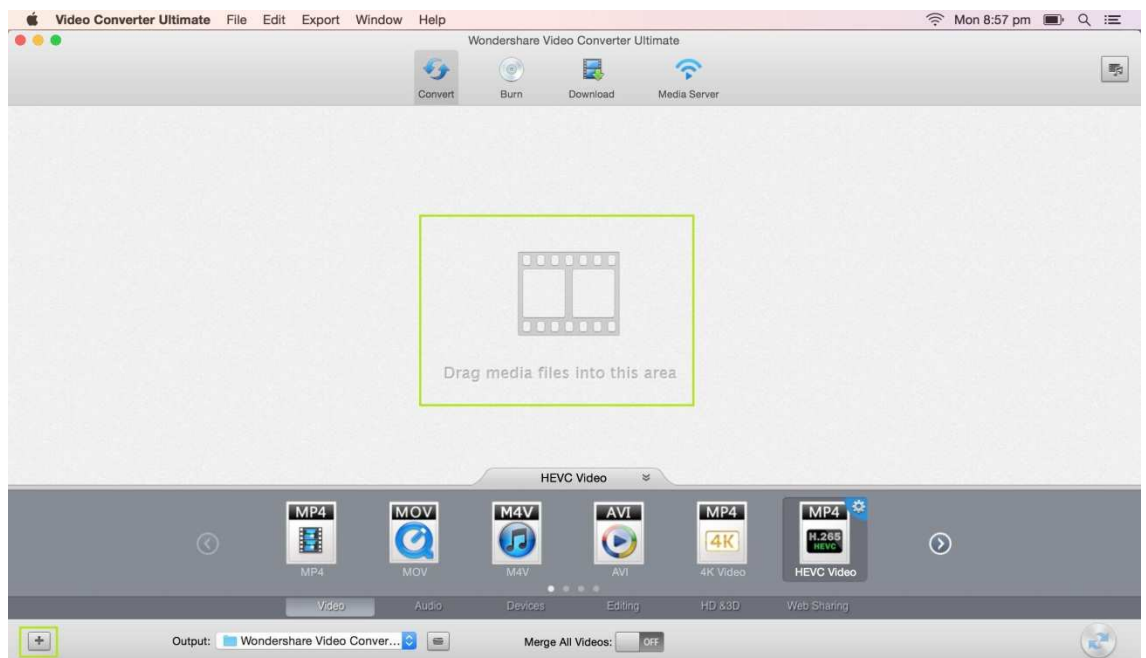 Video Converter Ultimate File Edit Export Window Help Mon 8:57 pm
Wondershare Video Converter Ultimate
Convert Burn Download Media Server
Drag media files into this area
HEVC Video
MP4 MOV M4V AVI MP4 MP4
4K H.265
HEVC
MP4 MOV M4V AVI 4K Video HEVC Video
Video Audio Devices Editing HD &3D Web Sharing
Output: Wondershare Video Conver... Merge All Videos: OFF